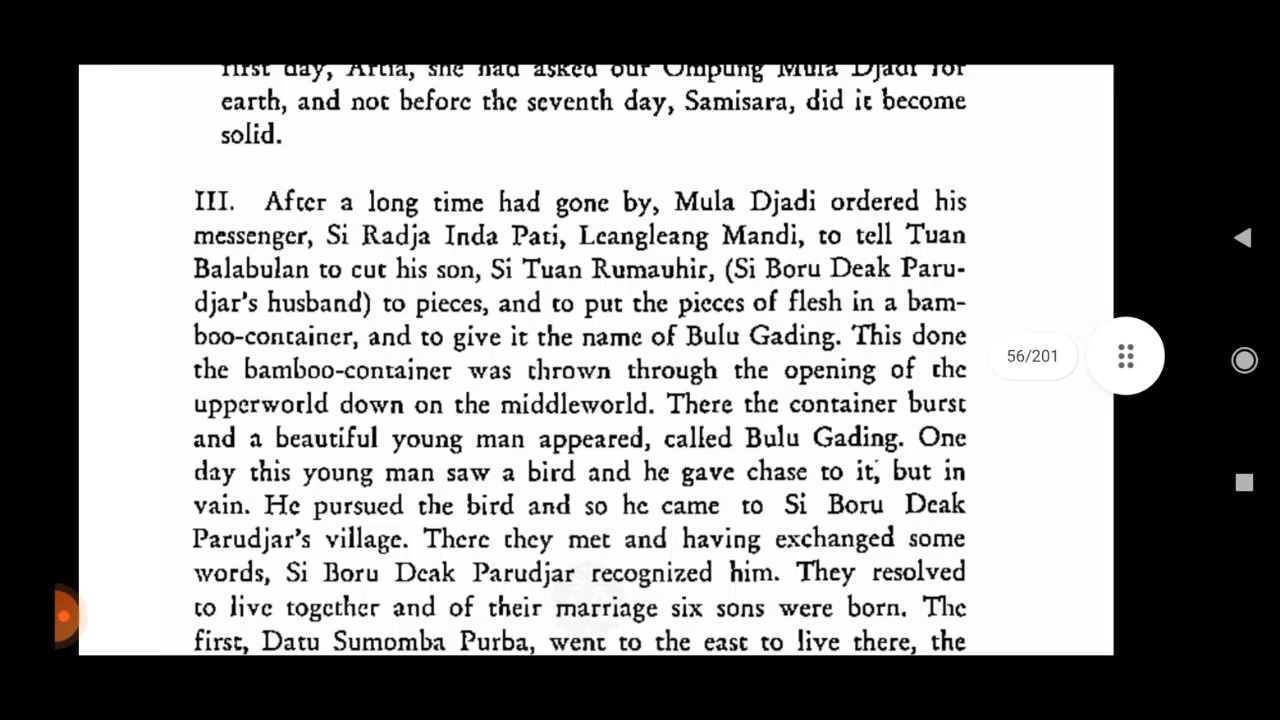 first day, Artia, she had asked our Ompung Mula Djadi for
earth, and not before the seventh day, Samisara, did it become
solid.
III. After a long time had gone by, Mula Djadi ordered his
messenger, Si Radja Inda Pati, Leangleang Mandi, to tell Tuan
Balabulan to cut his son, Si Tuan Rumauhir, (Si Boru Deak Paru-
djar's husband) to pieces, and to put the pieces of flesh in a bam-
boo-container, and to give it the name of Bulu Gading. This done
the bamboo-container was thrown through the opening of the
upperworld down on the middleworld. There the container burst
and a beautiful young man appeared, called Bulu Gading. One
day this young man saw a bird and he gave chase to it, but in
vain. He pursued the bird and so he came to Si Boru Deak
Parudjar's village. There they met and having exchanged some
words, Si Boru Deak Parudjar recognized him. They resolved
to live together and of their marriage six sons were born. The
first, Datu Sumomba Purba, went to the east to live there, the
56/201